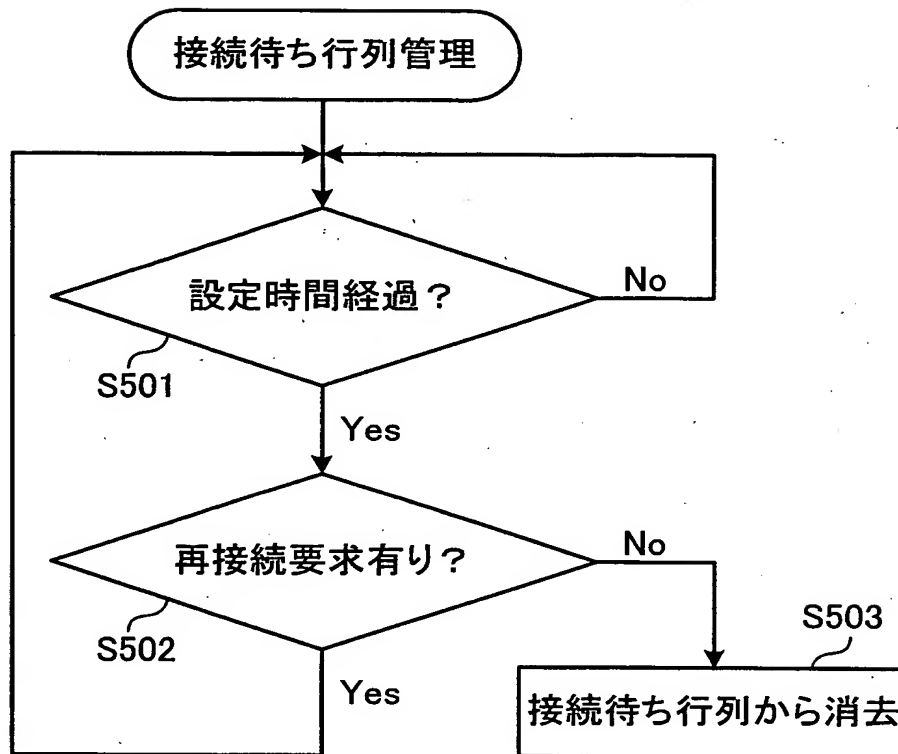 接続待ち行列管理
設定時間経過？
No
S501
Yes
再接続要求有り？
No
S502
S503
Yes
接続待ち行列から消去